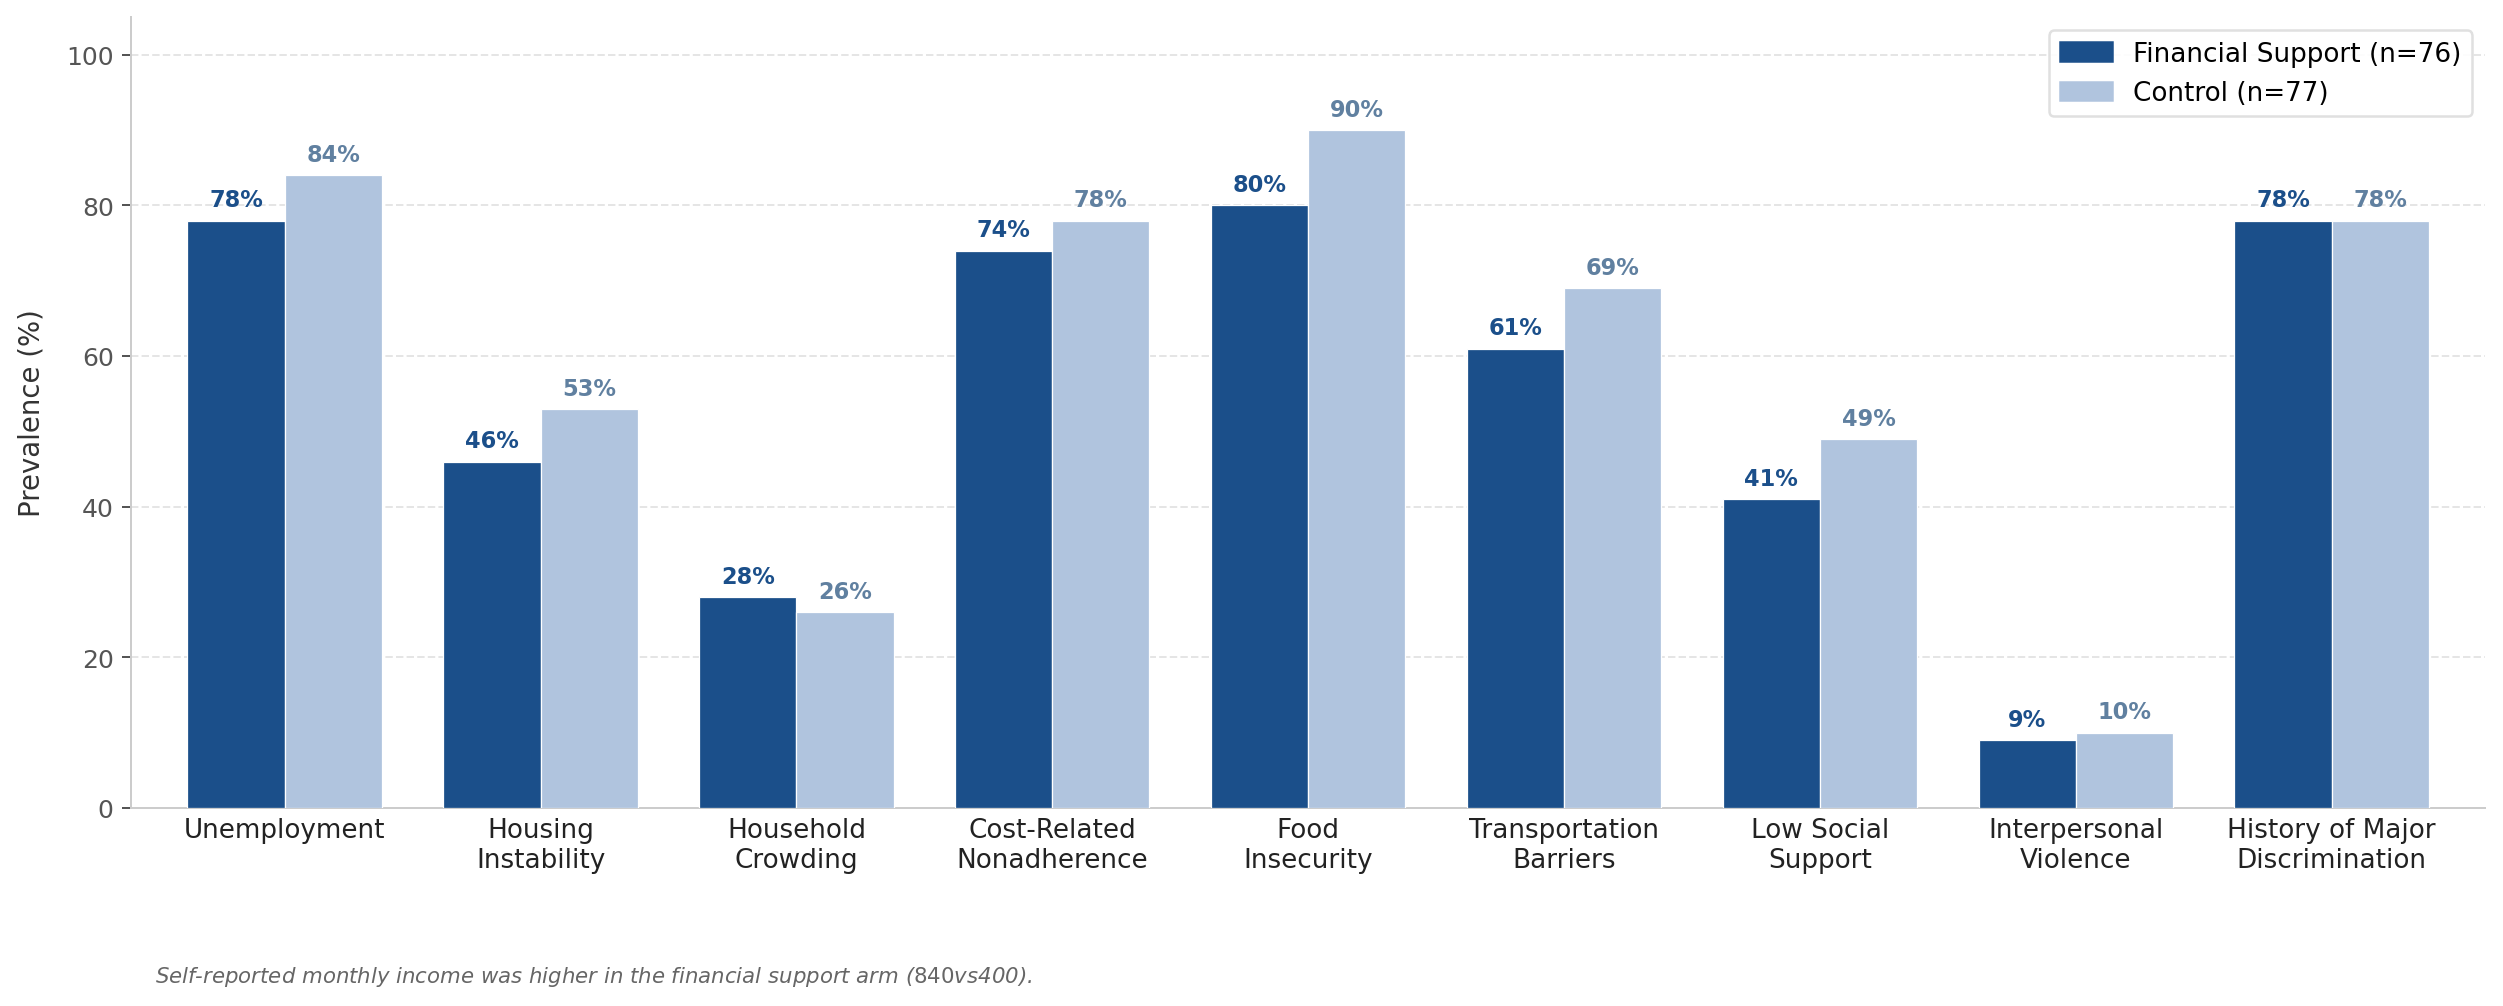 Financial Support (n=76)
Control (n=77)
Prevalence (%)
100
80
60
40
20
0
78%
84%
46%
53%
28%
26%
74%
78%
80%
90%
61%
69%
41%
49%
9%
10%
78%
78%
Unemployment
Housing
Instability
Household
Crowding
Cost-Related
Nonadherence
Food
Insecurity
Transportation
Barriers
Low Social
Support
Interpersonal
Violence
History of Major
Discrimination
Self-reported monthly income was higher in the financial support arm (840vs400).